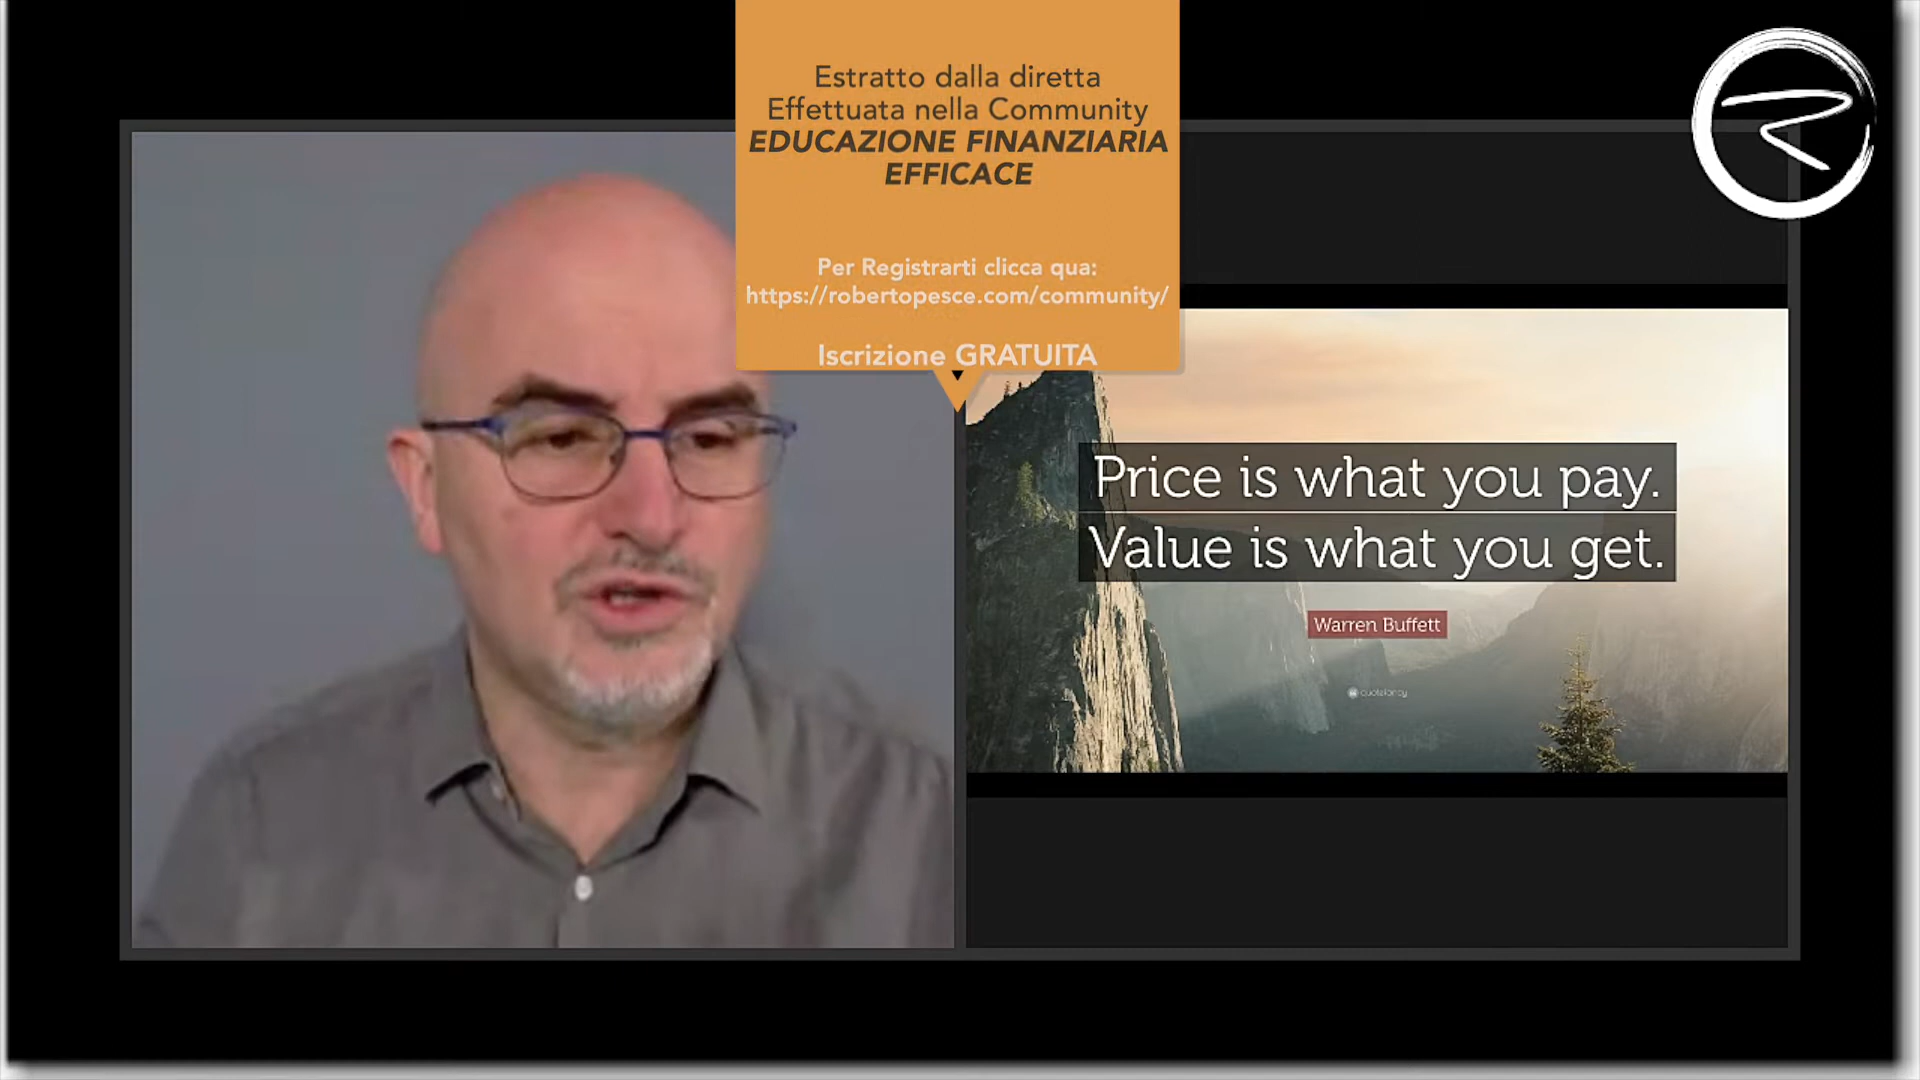 Estratto dalla diretta
Effettuata nella Community
EDUCAZIONE FINANZIARIA
EFFICACE
Per Registrarti clicca qua:
https://robertopesce.com/community/
Iscrizione GRATUITA
Price is what you pay.
Value is what you get.
Warren Buffett
quotefancy